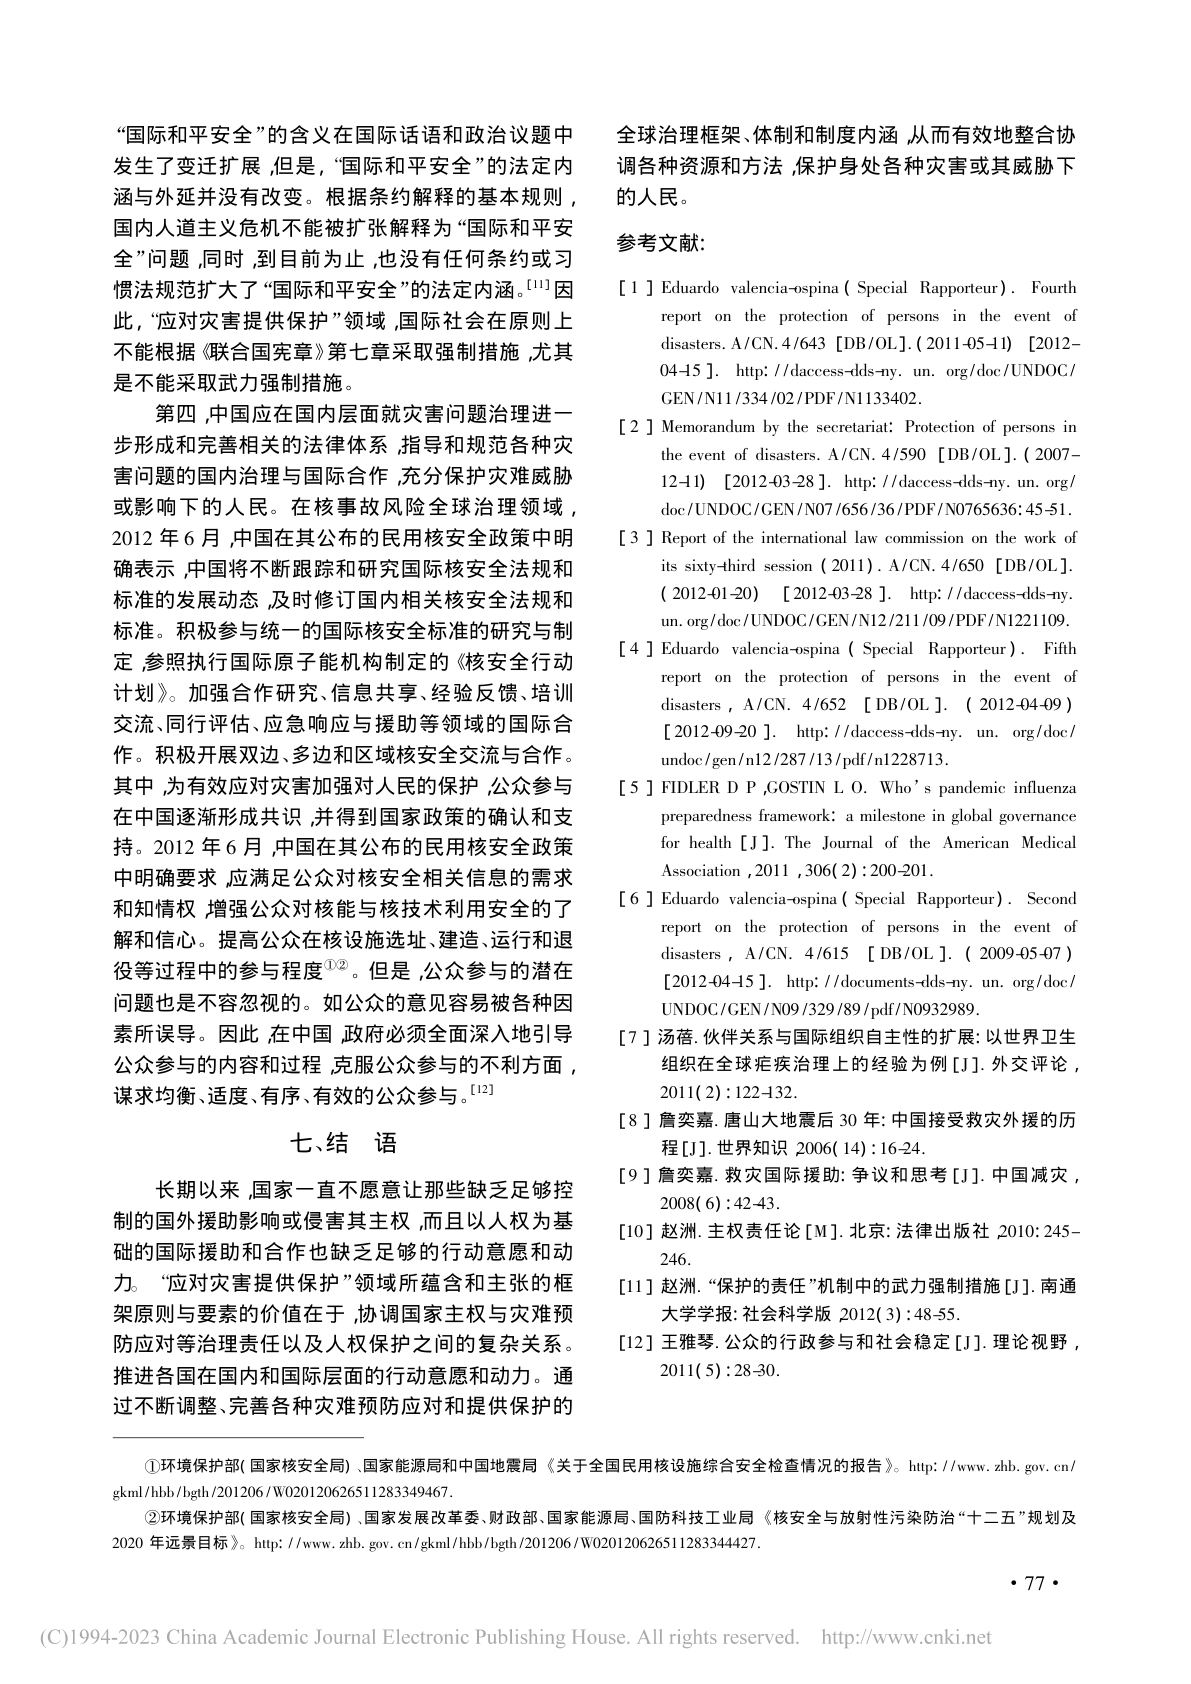 “国际和平安全”的含义在国际话语和政治议题中
发生了变迁扩展,但是,“国际和平安全”的法定内
涵与外延并没有改变。根据条约解释的基本规则,
国内人道主义危机不能被扩张解释为“国际和平安
全”问题,同时,到目前为止,也没有任何条约或习
惯法规范扩大了“国际和平安全”的法定内涵。[11]因
此,“应对灾害提供保护”领域,国际社会在原则上
不能根据《联合国宪章》第七章采取强制措施,尤其
是不能采取武力强制措施。
第四,中国应在国内层面就灾害问题治理进一
步形成和完善相关的法律体系,指导和规范各种灾
害问题的国内治理与国际合作,充分保护灾难威胁
或影响下的人民。在核事故风险全球治理领域,
2012 年 6 月,中国在其公布的民用核安全政策中明
确表示,中国将不断跟踪和研究国际核安全法规和
标准的发展动态,及时修订国内相关核安全法规和
标准。积极参与统一的国际核安全标准的研究与制
定,参照执行国际原子能机构制定的《核安全行动
计划》。加强合作研究、信息共享、经验反馈、培训
交流、同行评估、应急响应与援助等领域的国际合
作。积极开展双边、多边和区域核安全交流与合作。
其中,为有效应对灾害加强对人民的保护,公众参与
在中国逐渐形成共识,并得到国家政策的确认和支
持。2012 年 6 月,中国在其公布的民用核安全政策
中明确要求,应满足公众对核安全相关信息的需求
和知情权,增强公众对核能与核技术利用安全的了
解和信心。提高公众在核设施选址、建造、运行和退
役等过程中的参与程度①②。但是,公众参与的潜在
问题也是不容忽视的。如公众的意见容易被各种因
素所误导。因此,在中国,政府必须全面深入地引导
公众参与的内容和过程,克服公众参与的不利方面,
谋求均衡、适度、有序、有效的公众参与。[12]
七、结 语
长期以来,国家一直不愿意让那些缺乏足够控
制的国外援助影响或侵害其主权,而且以人权为基
础的国际援助和合作也缺乏足够的行动意愿和动
力。“应对灾害提供保护”领域所蕴含和主张的框
架原则与要素的价值在于,协调国家主权与灾难预
防应对等治理责任以及人权保护之间的复杂关系。
推进各国在国内和国际层面的行动意愿和动力。通
过不断调整、完善各种灾难预防应对和提供保护的
全球治理框架、体制和制度内涵,从而有效地整合协
调各种资源和方法,保护身处各种灾害或其威胁下
的人民。
参考文献:
[1] Eduardo valencia-ospina (Special Rapporteur). Fourth
report on the protection of persons in the event of
disasters. A/CN.4/643 [DB/OL].(2011-05-11) [2012-
04-15]. http://daccess-dds-ny. un. org/doc/UNDOC/
GEN/N11/334/02/PDF/N1133402.
[2] Memorandum by the secretariat: Protection of persons in
the event of disasters. A/CN. 4/590 [DB/OL]. (2007-
12-11) [2012-03-28]. http://daccess-dds-ny. un. org/
doc/UNDOC/GEN/N07/656/36/PDF/N0765636:45-51.
[3] Report of the international law commission on the work of
its sixty-third session (2011). A/CN. 4/650 [DB/OL].
(2012-01-20) [2012-03-28]. http://daccess-dds-ny.
un. org/doc/UNDOC/GEN/N12/211/09/PDF/N1221109.
[4] Eduardo valencia-ospina (Special Rapporteur). Fifth
report on the protection of persons in the event of
disasters, A/CN. 4/652 [DB/OL]. (2012-04-09)
[2012-09-20]. http://daccess-dds-ny. un. org/doc/
undoc/gen/n12/287/13/pdf/n1228713.
[5] FIDLER D P,GOSTIN L O. Who’s pandemic influenza
preparedness framework: a milestone in global governance
for health [J]. The Journal of the American Medical
Association,2011,306(2):200-201.
[6] Eduardo valencia-ospina (Special Rapporteur). Second
report on the protection of persons in the event of
disasters, A/CN. 4/615 [DB/OL]. (2009-05-07)
[2012-04-15]. http://documents-dds-ny. un. org/doc/
UNDOC/GEN/N09/329/89/pdf/N0932989.
[7] 汤蓓. 伙伴关系与国际组织自主性的扩展: 以世界卫生
组织在全球疟疾治理上的经验为例[J]. 外交评论,
2011(2):122-132.
[8] 詹奕嘉. 唐山大地震后 30 年: 中国接受救灾外援的历
程[J]. 世界知识,2006(14):16-24.
[9] 詹奕嘉. 救灾国际援助: 争议和思考[J]. 中国减灾,
2008(6):42-43.
[10] 赵洲. 主权责任论[M]. 北京: 法律出版社,2010:245-
246.
[11] 赵洲. “保护的责任”机制中的武力强制措施[J]. 南通
大学学报: 社会科学版,2012(3):48-55.
[12] 王雅琴. 公众的行政参与和社会稳定[J]. 理论视野,
2011(5):28-30.
①环境保护部(国家核安全局)、国家能源局和中国地震局《关于全国民用核设施综合安全检查情况的报告》。http://www. zhb. gov. cn/
gkml/hbb/bgth/201206/W020120626511283349467.
②环境保护部(国家核安全局)、国家发展改革委、财政部、国家能源局、国防科技工业局《核安全与放射性污染防治“十二五”规划及
2020 年远景目标》。http://www. zhb. gov. cn/gkml/hbb/bgth/201206/W020120626511283344427.
·77·
(C)1994-2023 China Academic Journal Electronic Publishing House. All rights reserved. http://www.cnki.net